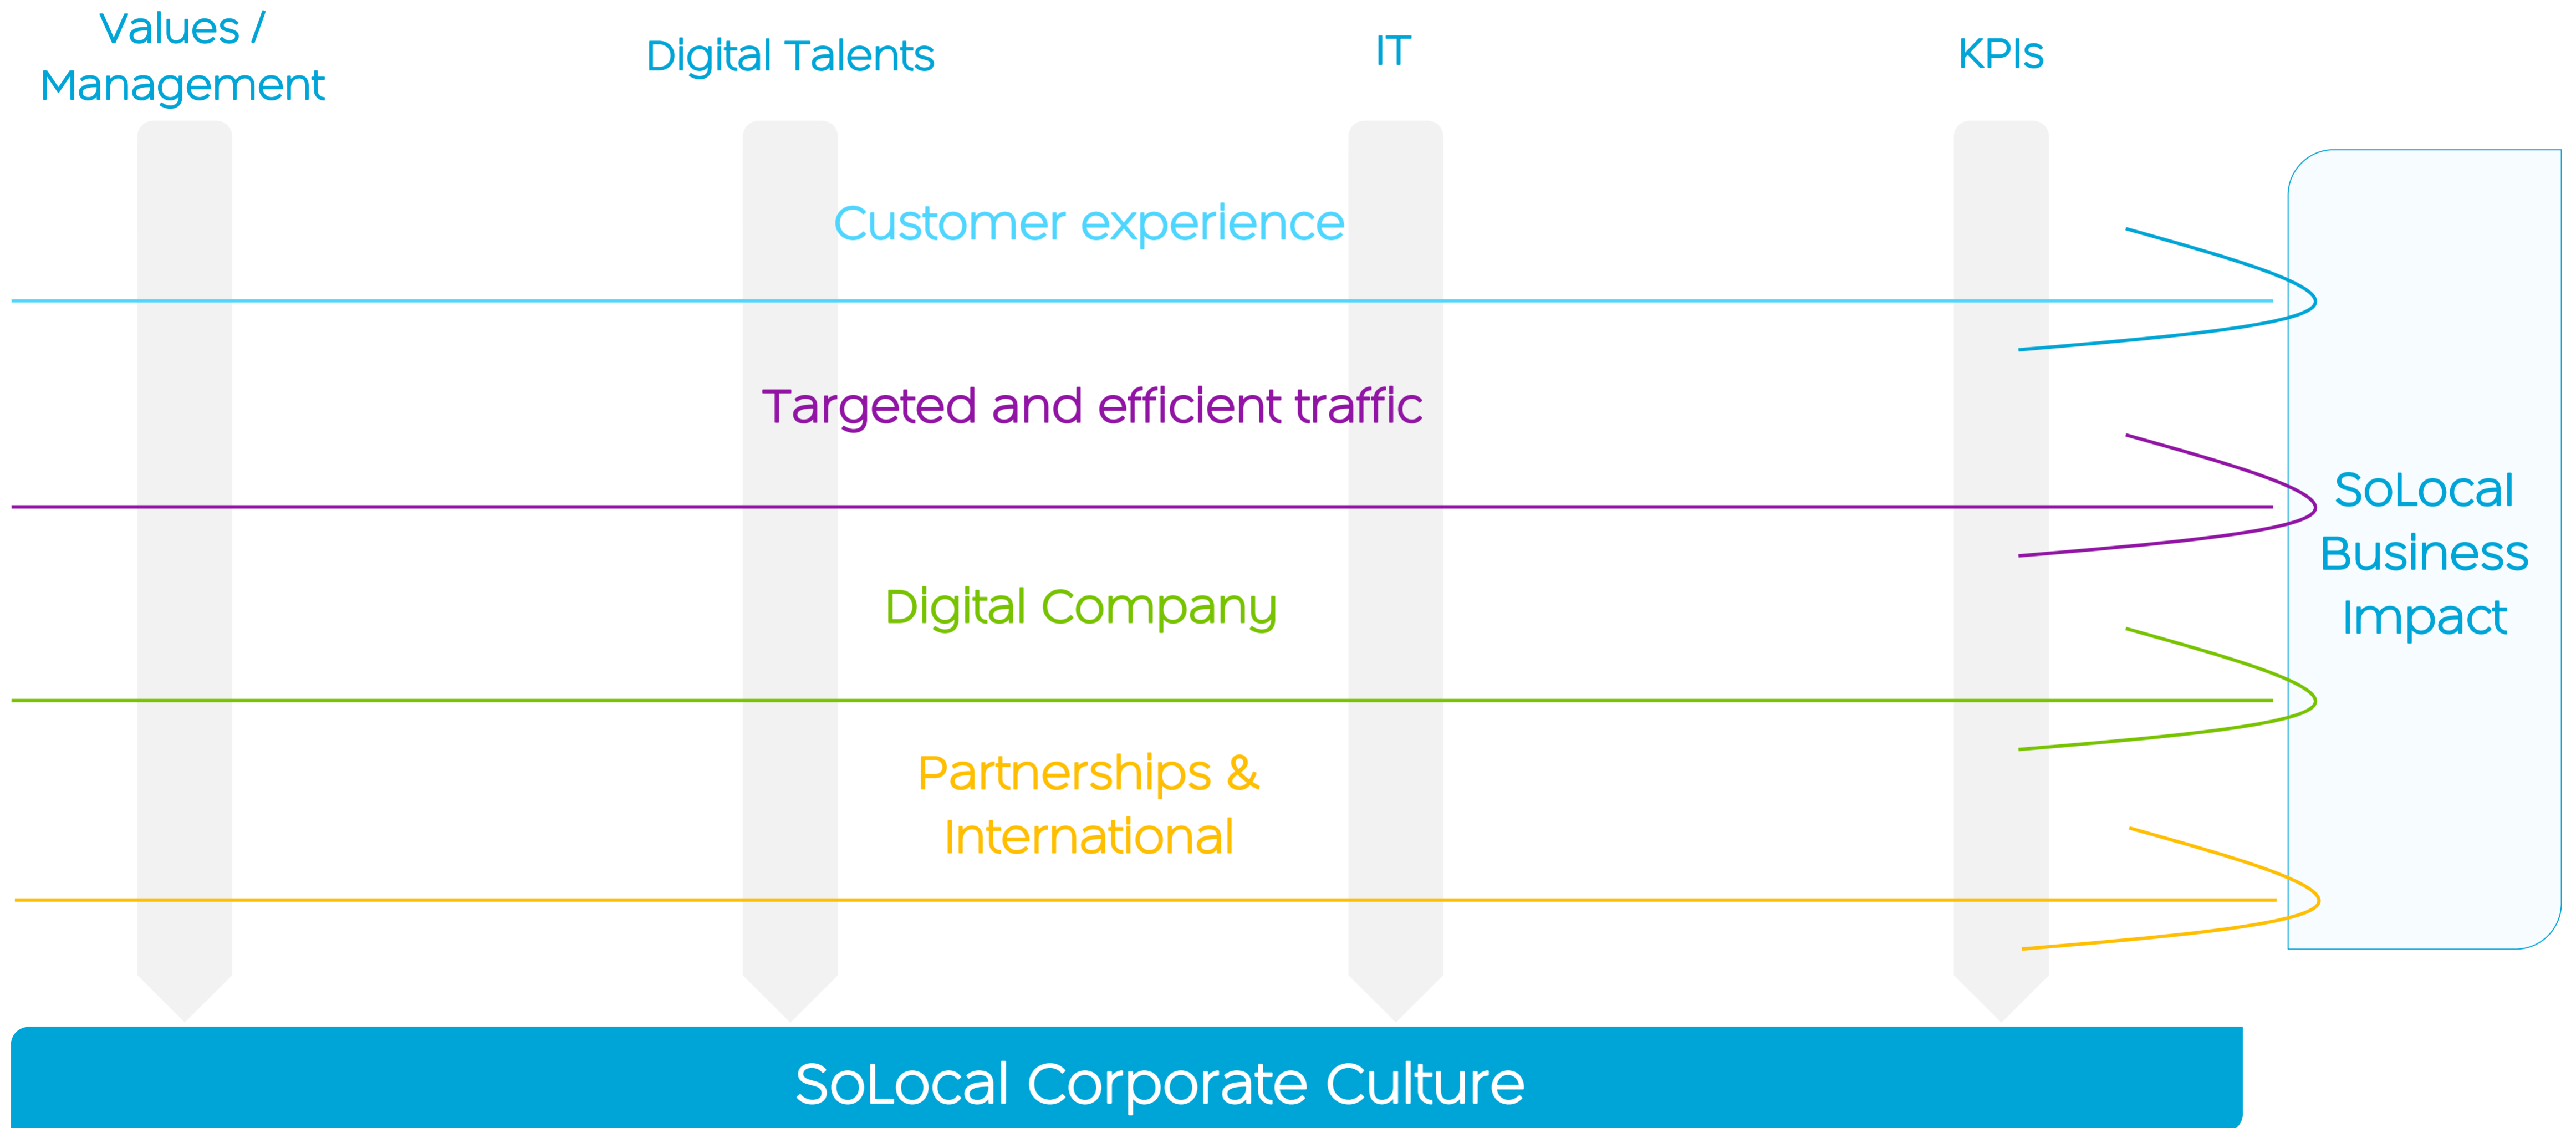 Values /
Management
Digital Talents
IT
KPIs
Customer experience
Targeted and efficient traffic
Digital Company
Partnerships &
International
SoLocal
Business
Impact
SoLocal Corporate Culture